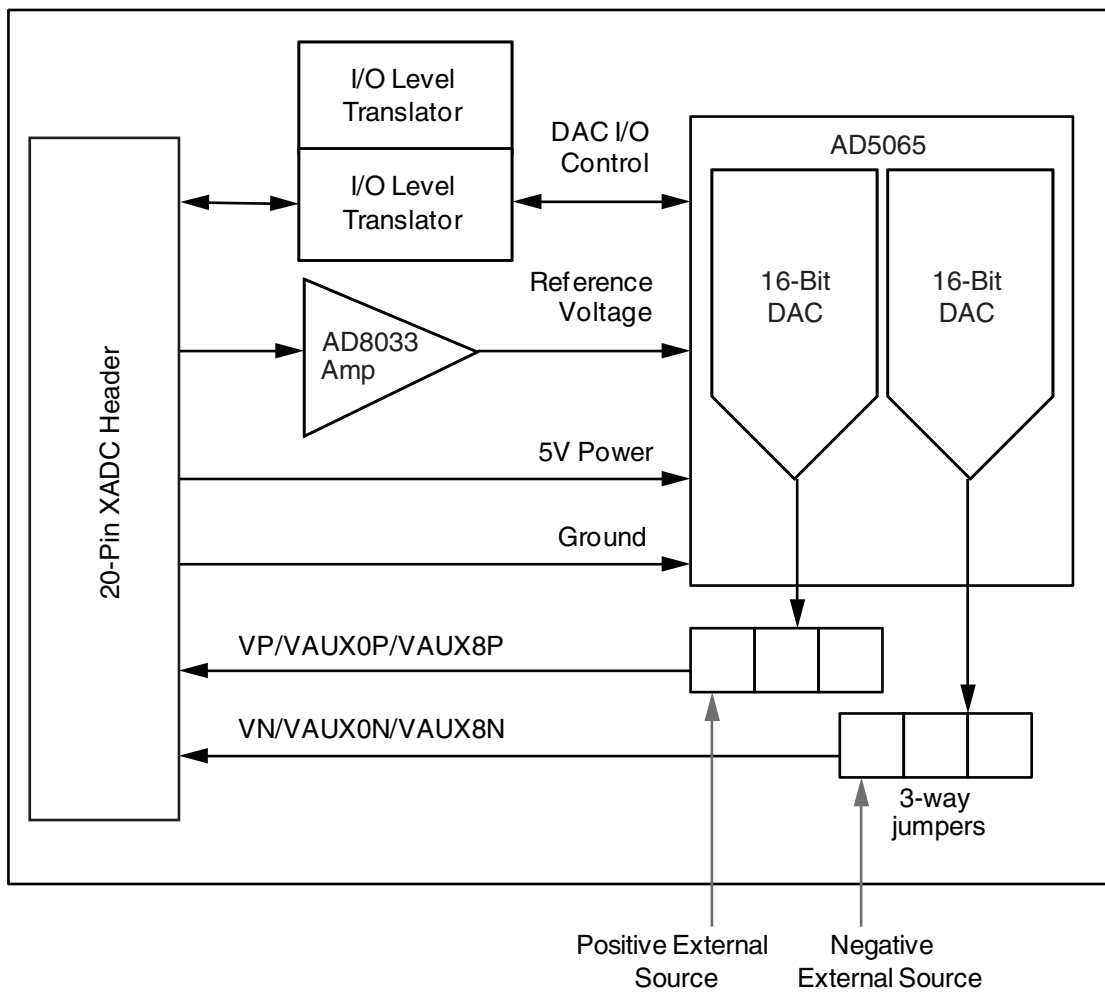 I/O Level
Translator
I/O Level
Translator
DAC I/O
Control
AD5065
16-Bit
DAC
16-Bit
DAC
Reference
Voltage
AD8033
Amp
20-Pin XADC Header
5V Power
Ground
VP/VAUX0P/VAUX8P
VN/VAUX0N/VAUX8N
3-way
jumpers
Positive External
Source
Negative
External Source